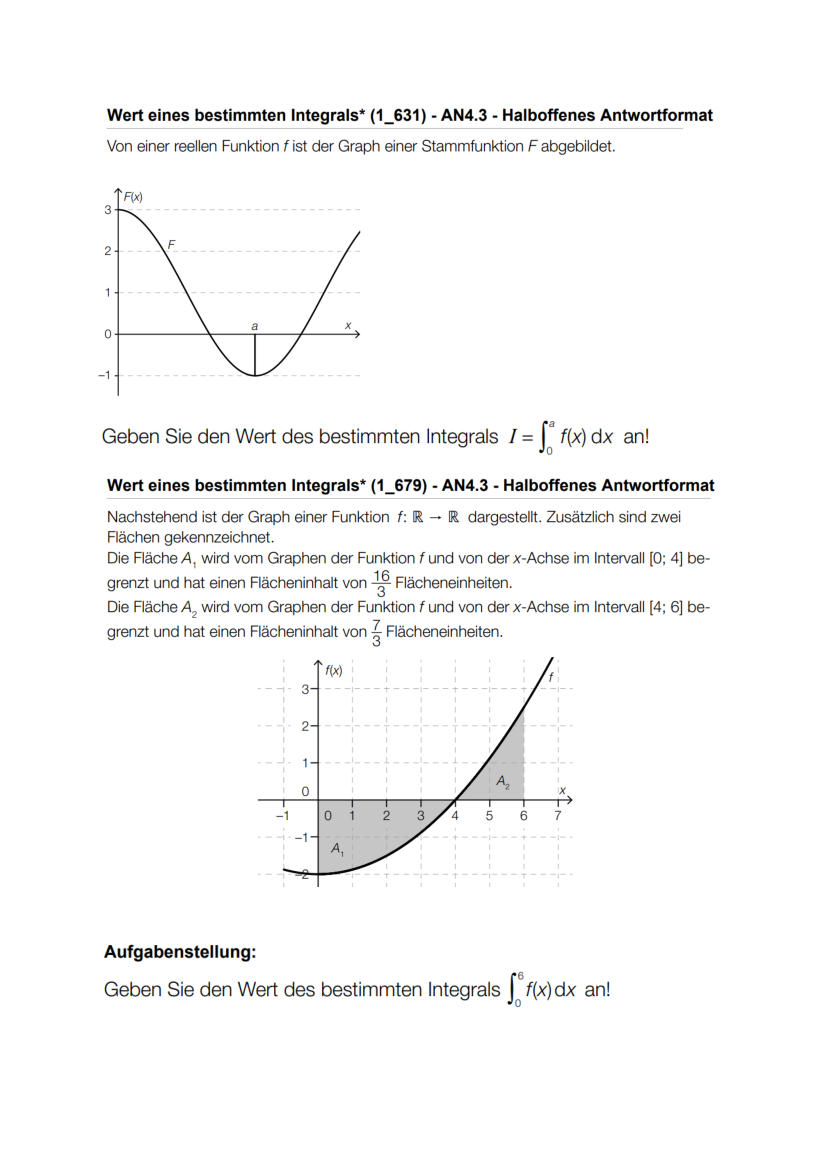 Wert eines bestimmten Integrals* (1_631) - AN4.3 - Halboffenes Antwortformat
Von einer reellen Funktion f ist der Graph einer Stammfunktion F abgebildet.
F(x)
3
F
2
1
a
x
0
−1
Geben Sie den Wert des bestimmten Integrals I = ∫₀ᵃ f(x) dx an!
Wert eines bestimmten Integrals* (1_679) - AN4.3 - Halboffenes Antwortformat
Nachstehend ist der Graph einer Funktion f: ℝ → ℝ dargestellt. Zusätzlich sind zwei
Flächen gekennzeichnet.
Die Fläche A₁ wird vom Graphen der Funktion f und von der x-Achse im Intervall [0; 4] be-
grenzt und hat einen Flächeninhalt von 16/3 Flächeneinheiten.
Die Fläche A₂ wird vom Graphen der Funktion f und von der x-Achse im Intervall [4; 6] be-
grenzt und hat einen Flächeninhalt von 7/3 Flächeneinheiten.
f(x)
f
3
2
1
A₂
0
x
−1 0 1 2 3 4 5 6 7
−1
A₁
−2
Aufgabenstellung:
Geben Sie den Wert des bestimmten Integrals ∫₀⁶ f(x) dx an!